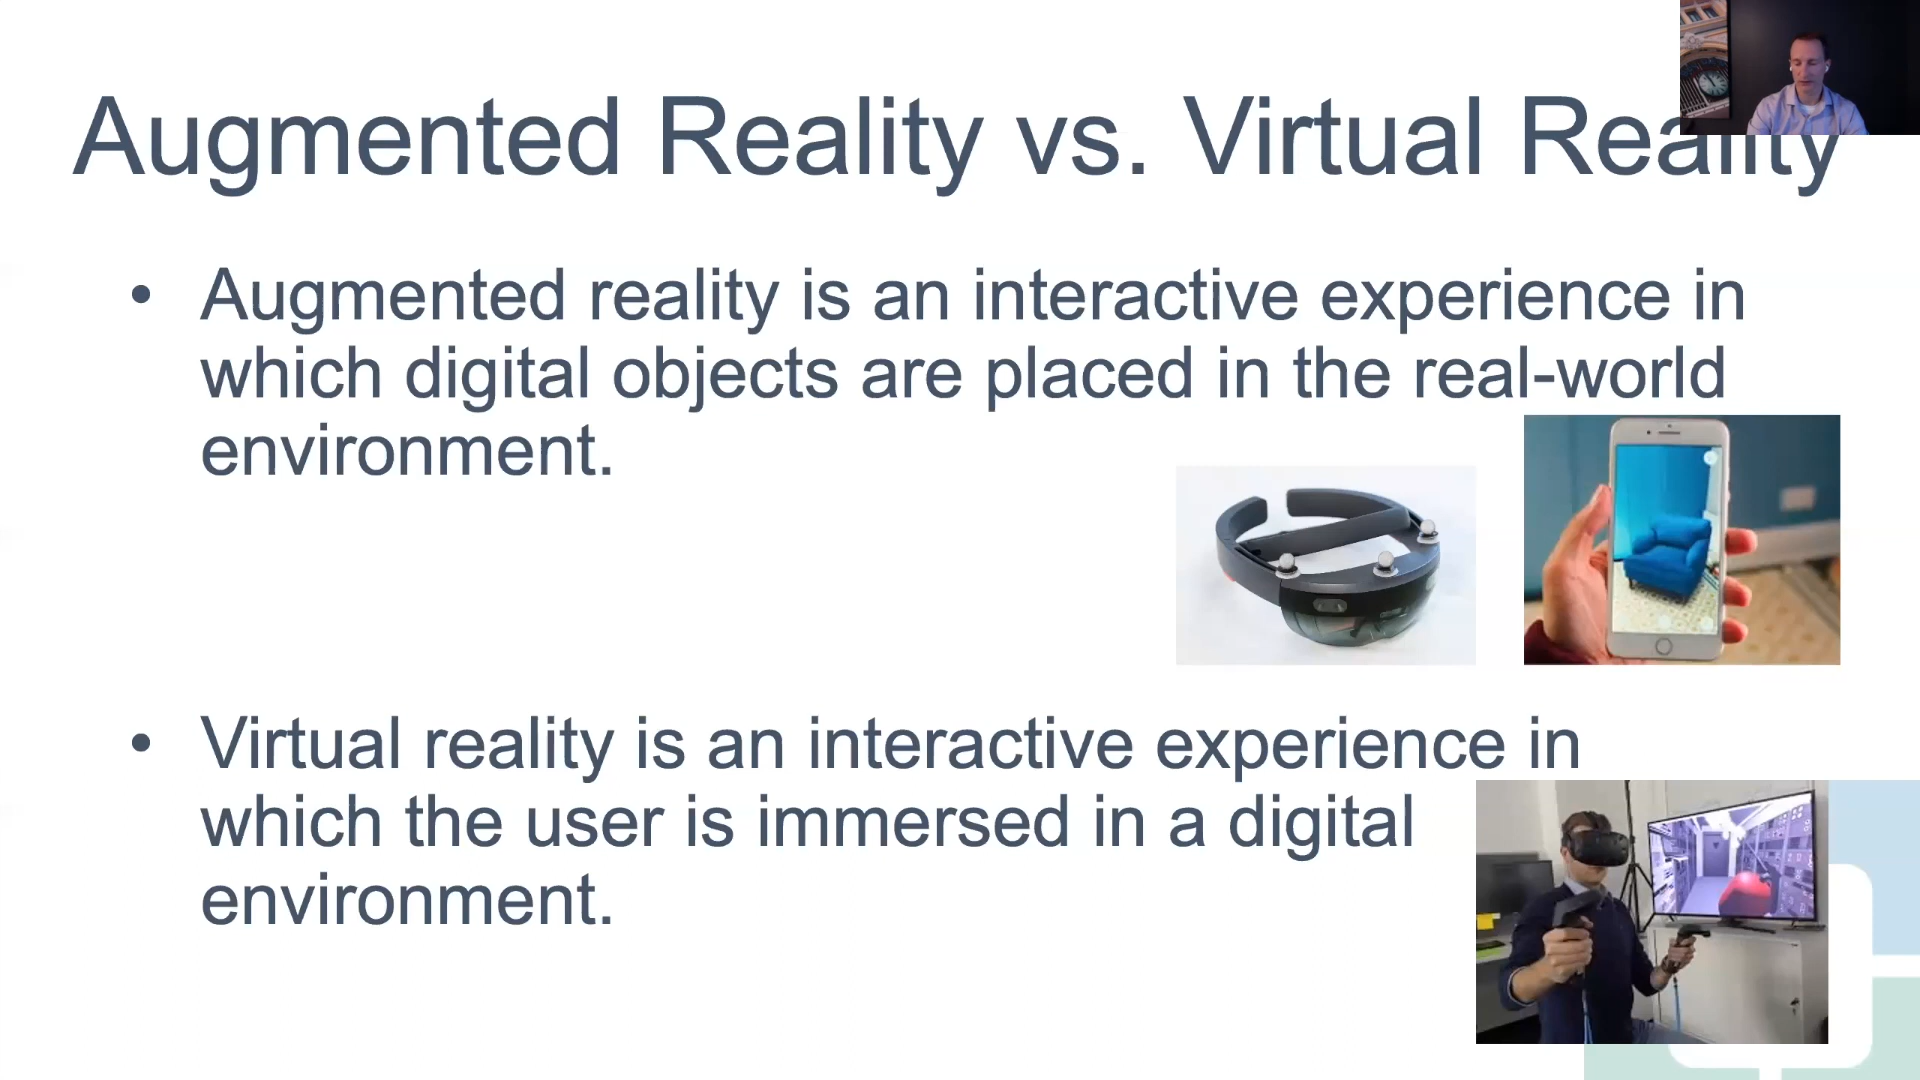 Augmented Reality vs. Virtual Reality
• Augmented reality is an interactive experience in
which digital objects are placed in the real-world
environment.
• Virtual reality is an interactive experience in
which the user is immersed in a digital
environment.